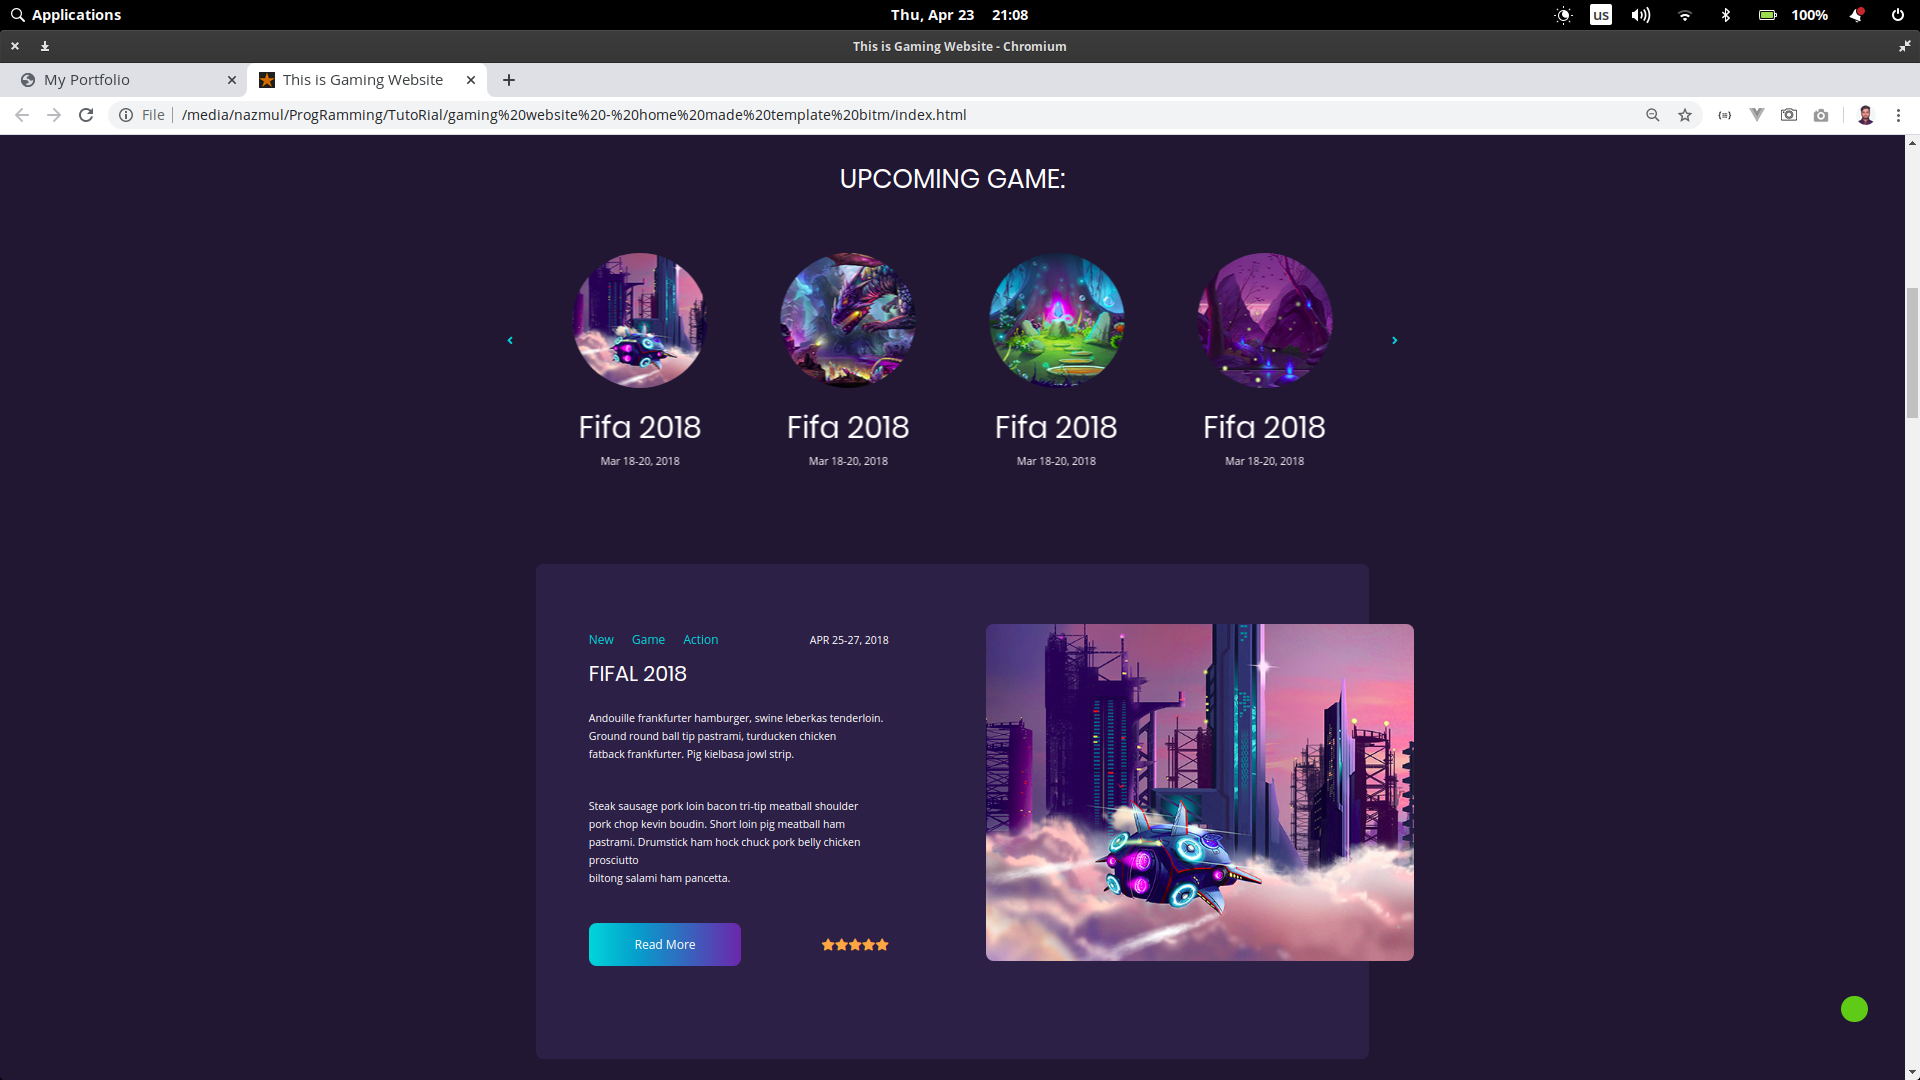 Applications
Thu, Apr 23 21:08
us
100%
This is Gaming Website - Chromium
My Portfolio
This is Gaming Website
File
/media/nazmul/ProgRamming/TutoRial/gaming%20website%20-%20home%20made%20template%20bitm/index.html
UPCOMING GAME:
Fifa 2018
Mar 18-20, 2018
Fifa 2018
Mar 18-20, 2018
Fifa 2018
Mar 18-20, 2018
Fifa 2018
Mar 18-20, 2018
New Game Action
APR 25-27, 2018
FIFAL 2018
Andouille frankfurter hamburger, swine leberkas tenderloin.
Ground round ball tip pastrami, turducken chicken
fatback frankfurter. Pig kielbasa jowl strip.
Steak sausage pork loin bacon tri-tip meatball shoulder
pork chop kevin boudin. Short loin pig meatball ham
pastrami. Drumstick ham hock chuck pork belly chicken
prosciutto
biltong salami ham pancetta.
Read More